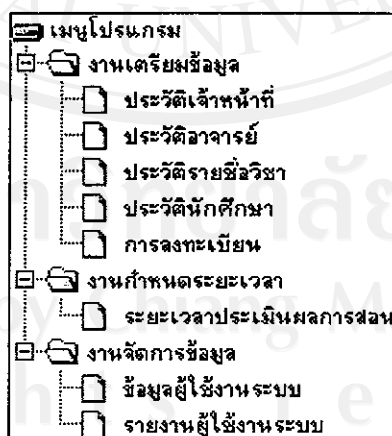 เมนูโปรแกรม
งานเตรียมข้อมูล
ประวัติเจ้าหน้าที่
ประวัติอาจารย์
ประวัติรายชื่อวิชา
ประวัตินักศึกษา
การลงทะเบียน
งานกำหนดระยะเวลา
ระยะเวลาประเมินผลการสอน
งานจัดการข้อมูล
ข้อมูลผู้ใช้งานระบบ
รายงานผู้ใช้งานระบบ